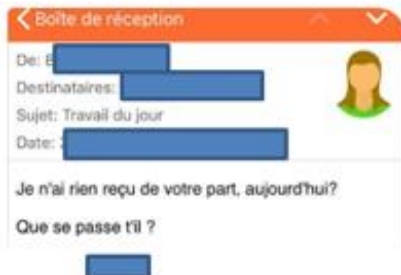 Boîte de réception
De:
Destinataires:
Sujet: Travail du jour
Date:
Je n'ai rien reçu de votre part, aujourd'hui?
Que se passe t'il ?